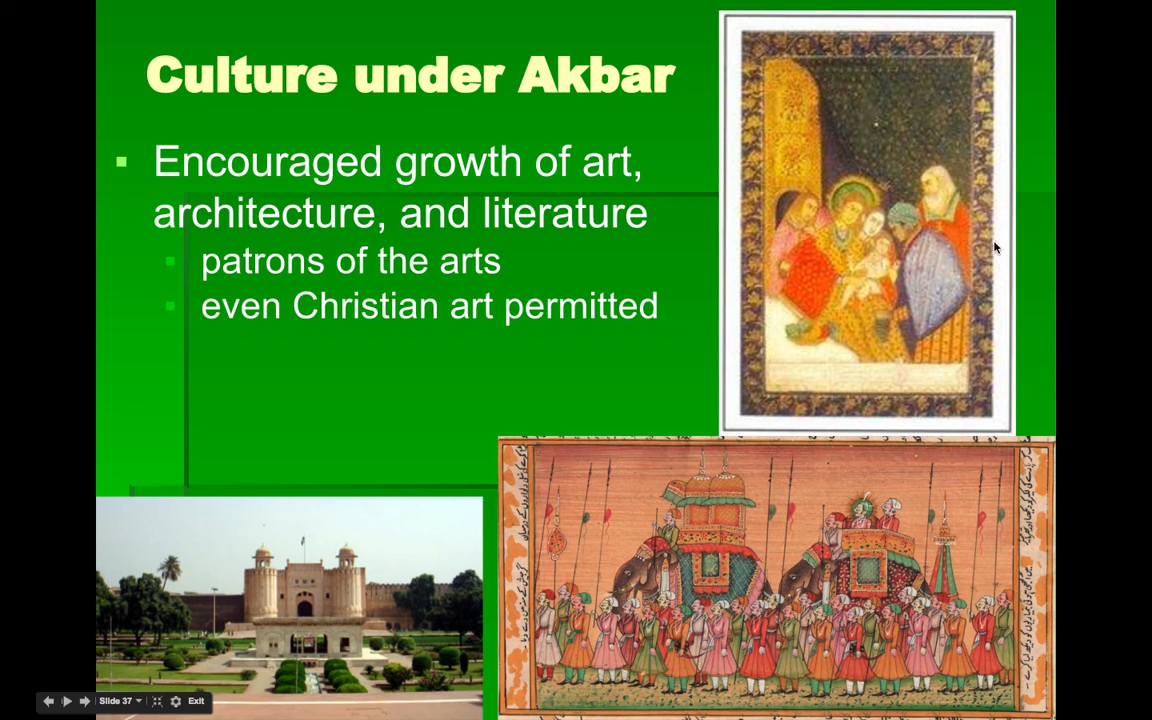 Culture under Akbar
Encouraged growth of art,
architecture, and literature
patrons of the arts
even Christian art permitted
Slide 37
Exit